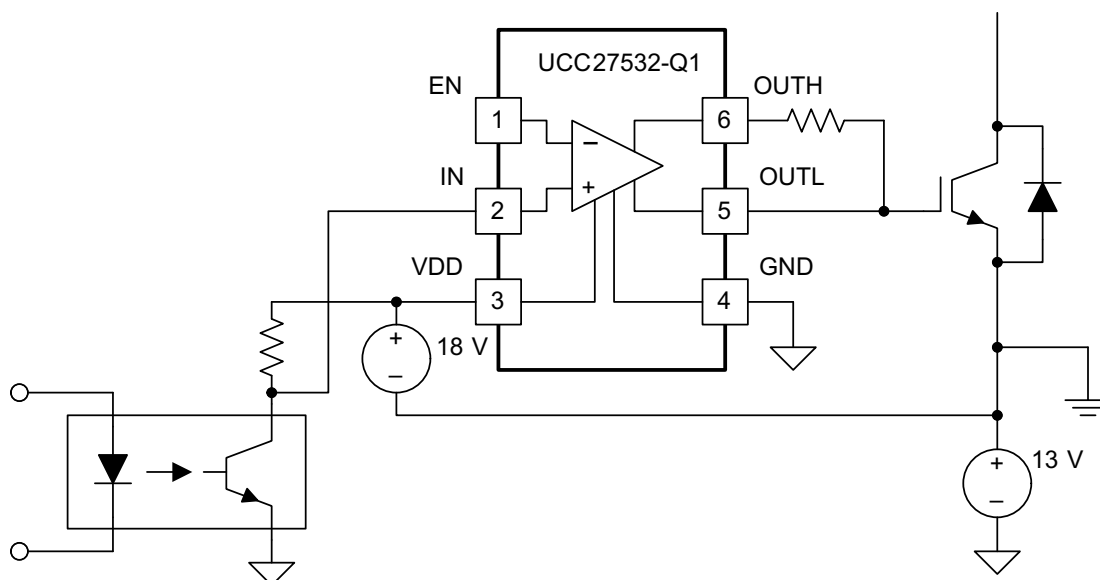 UCC27532-Q1
EN
OUTH
1
6
−
IN
OUTL
+
2
5
VDD
GND
3
4
+
18 V
−
+
13 V
−